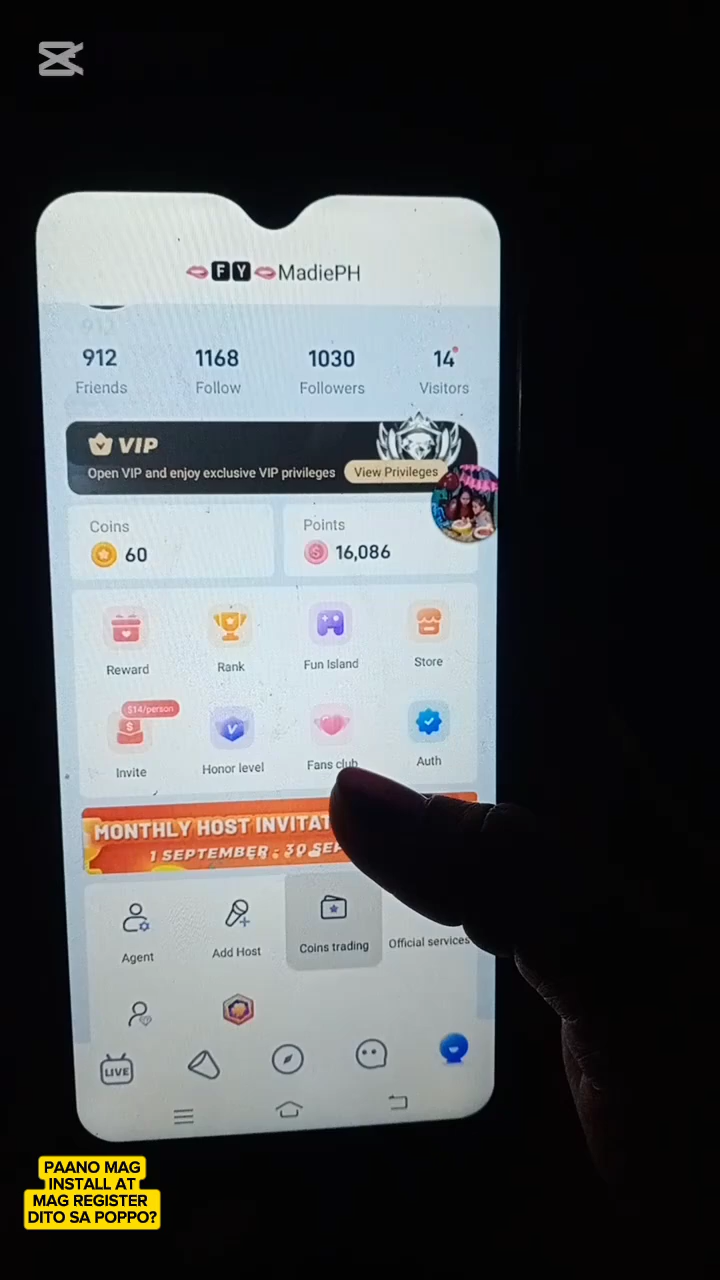 FY MadiePH
912
912 1168 1030 14
Friends Follow Followers Visitors
VIP
Open VIP and enjoy exclusive VIP privileges View Privileges
Coins Points
60 16,086
Reward Rank Fun Island Store
$14/person
Invite Honor level Fans club Auth
MONTHLY HOST
1 SEPTEMBER - 30
Agent Add Host Coins trading Official services
LIVE
PAANO MAG
INSTALL AT
MAG REGISTER
DITO SA POPPO?